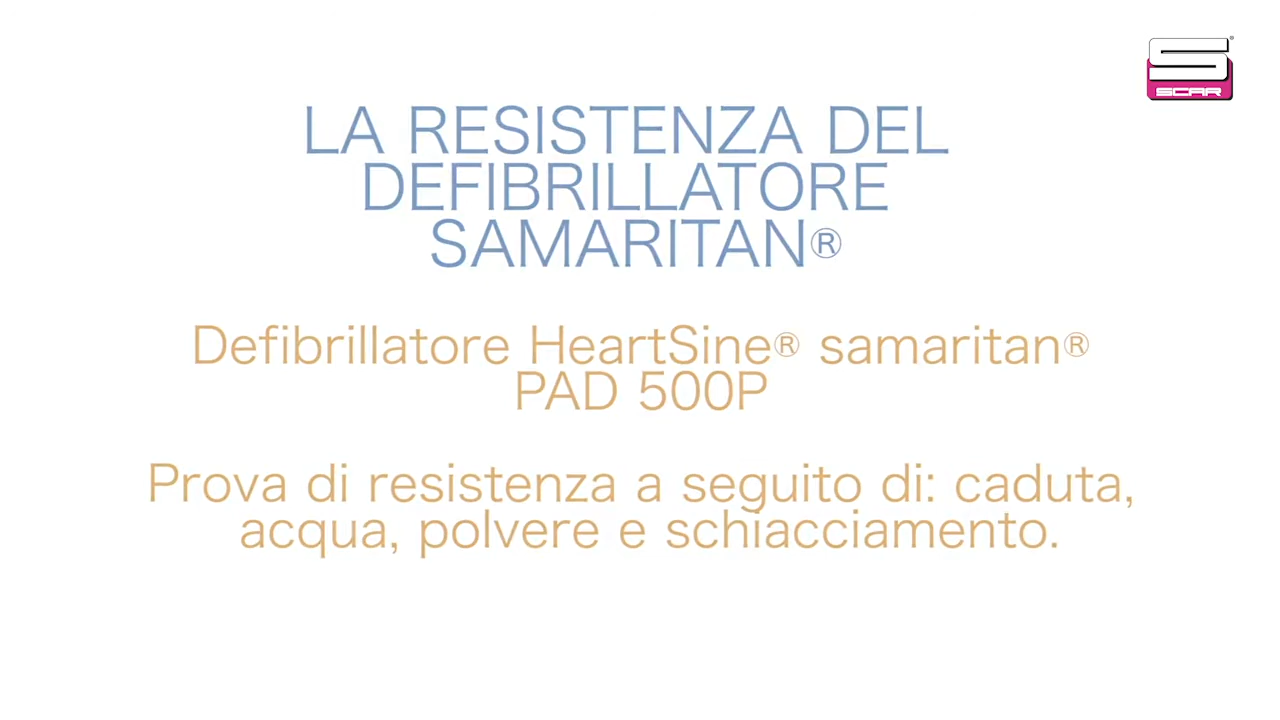 SCAR
LA RESISTENZA DEL
DEFIBRILLATORE
SAMARITAN®
Defibrillatore HeartSine® samaritan®
PAD 500P
Prova di resistenza a seguito di: caduta,
acqua, polvere e schiacciamento.